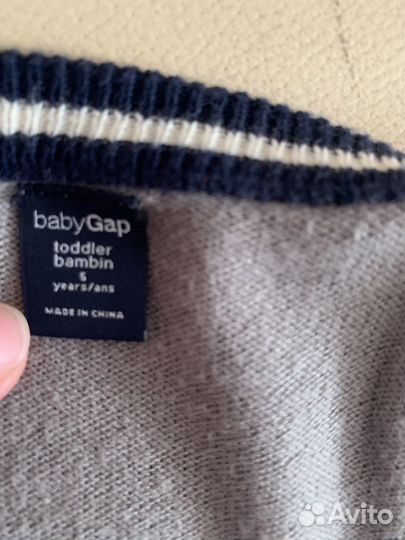 babyGap
toddler
bambin
5
years/ans
MADE IN CHINA
Avito